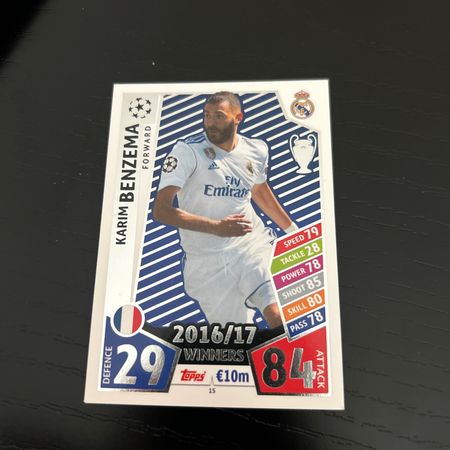 KARIM BENZEMA
FORWARD
Fly
Emirates
SPEED 79
TACKLE 28
POWER 78
SHOOT 85
SKILL 80
PASS 78
2016/17
WINNERS
DEFENCE
29
Topps
€10m
84
ATTACK
15